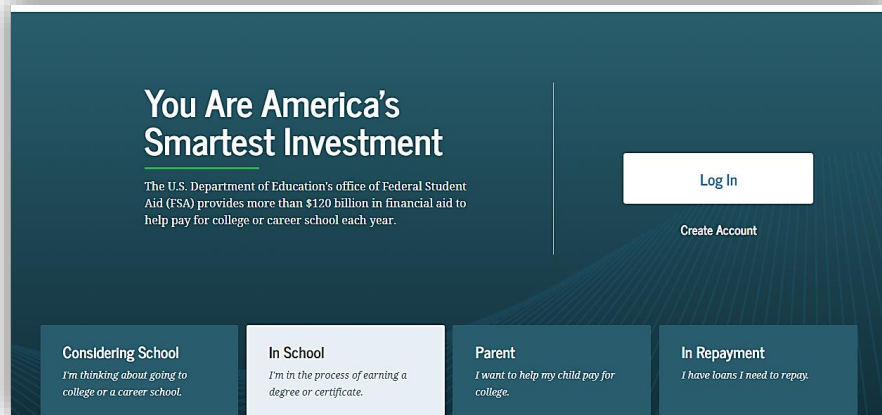 You Are America's
Smartest Investment
The U.S. Department of Education's office of Federal Student
Aid (FSA) provides more than $120 billion in financial aid to
help pay for college or career school each year.
Log In
Create Account
Considering School
I'm thinking about going to
college or a career school.
In School
I'm in the process of earning a
degree or certificate.
Parent
I want to help my child pay for
college.
In Repayment
I have loans I need to repay.